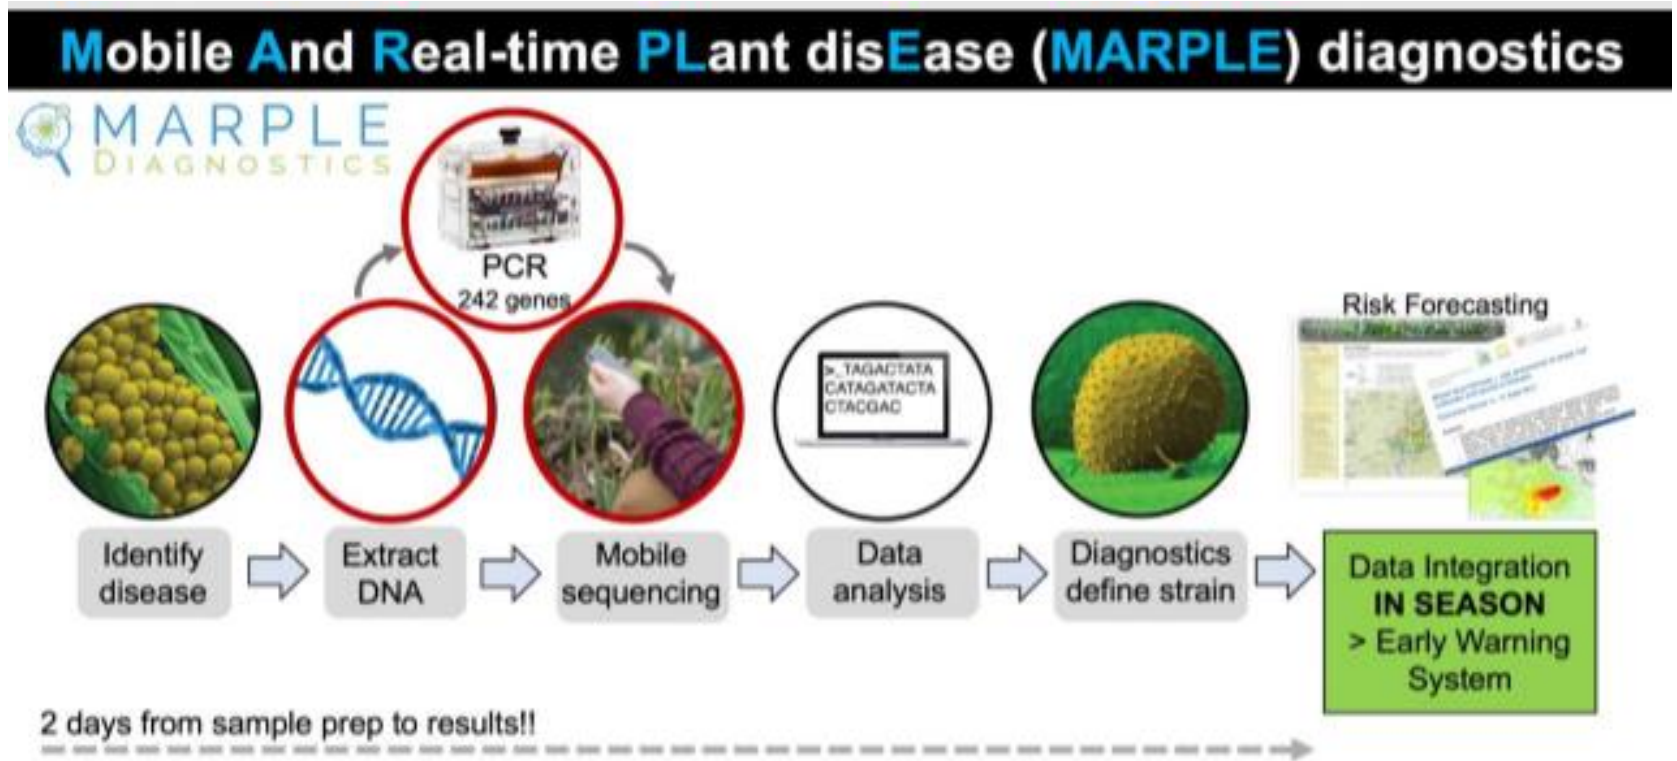 Mobile And Real-time PLant disEase (MARPLE) diagnostics
MARPLE
DIAGNOSTICS
PCR
242 genes
>_TAGACTATA
CATAGATACTA
CTACGAC
Risk Forecasting
Identify
disease
Extract
DNA
Mobile
sequencing
Data
analysis
Diagnostics
define strain
Data Integration
IN SEASON
> Early Warning
System
2 days from sample prep to results!!